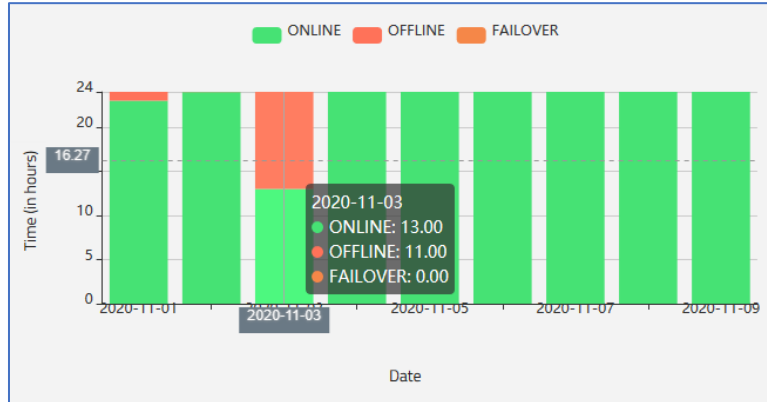 ONLINE OFFLINE FAILOVER
24
20
16.27
10
5
0
Time (in hours)
2020-11-03
ONLINE: 13.00
OFFLINE: 11.00
FAILOVER: 0.00
2020-11-01 2020-11-05 2020-11-07 2020-11-09
2020-11-03
Date